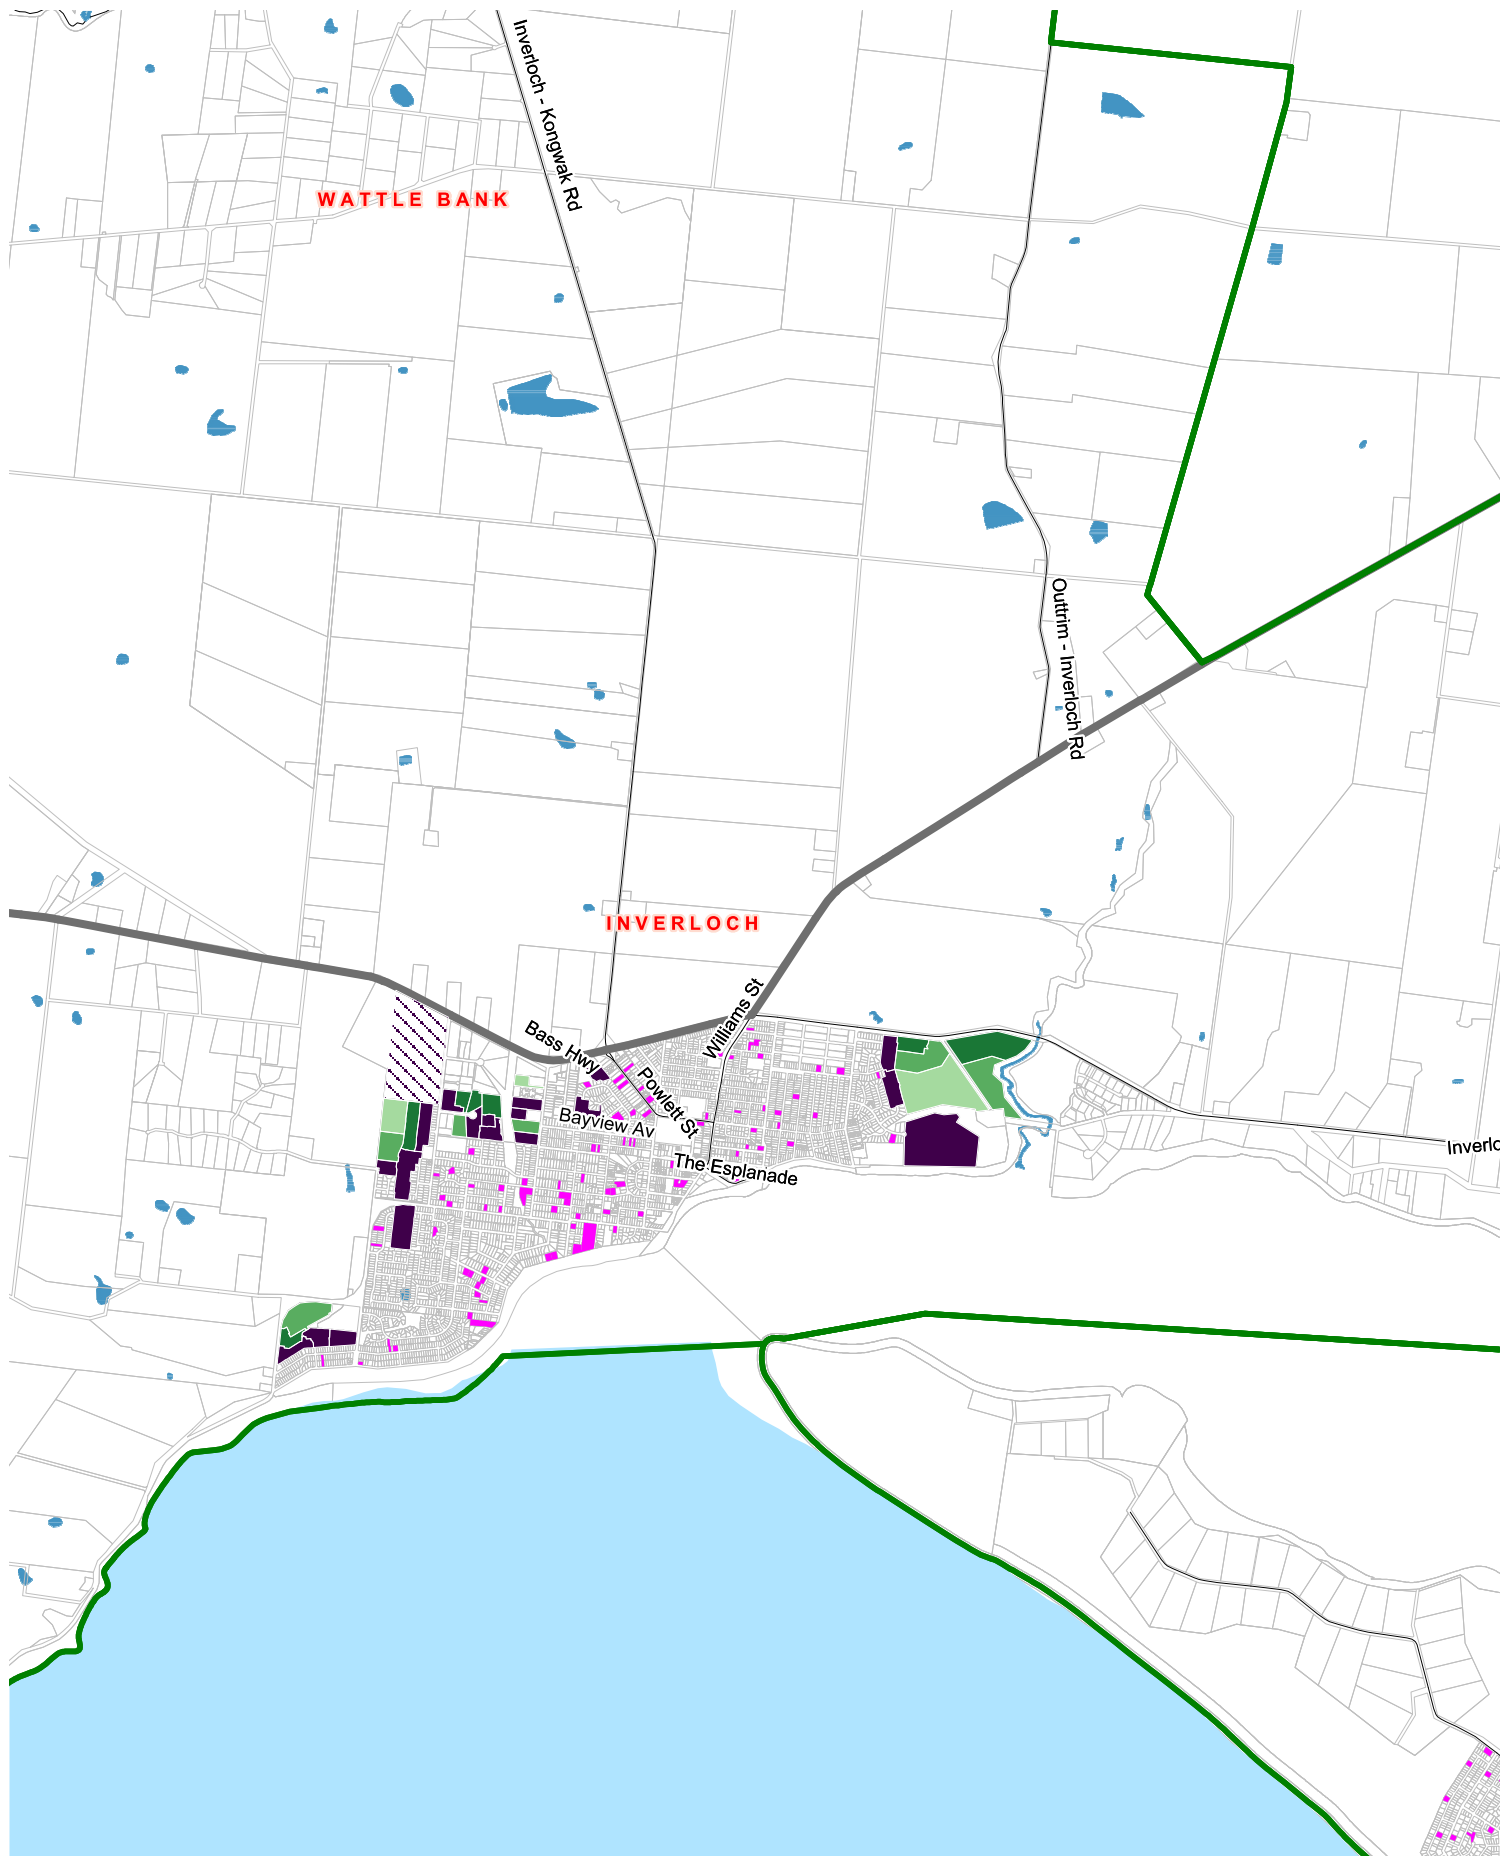 Inverloch - Kongwak Rd
WATTLE BANK
Outtrim - Inverloch Rd
INVERLOCH
Williams St
Bass Hwy
Powlett St
Bayview Av
Inverlo
The Esplanade